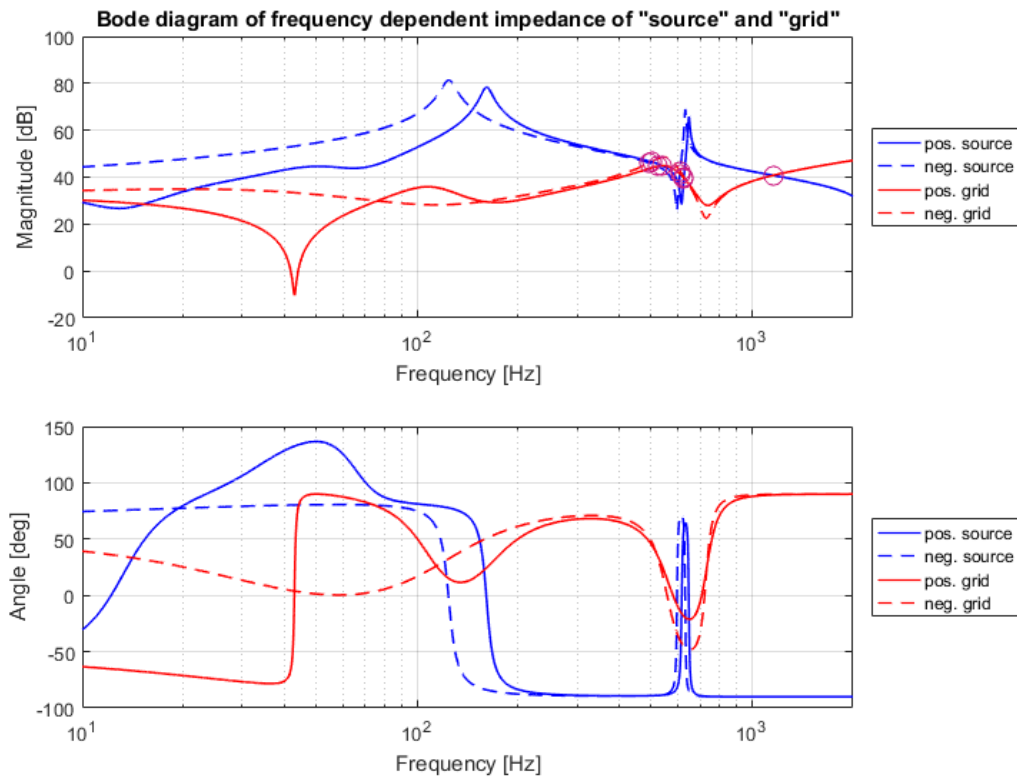 Bode diagram of frequency dependent impedance of "source" and "grid"
100
80
60
40
20
0
-20
Magnitude [dB]
10^1
10^2
10^3
Frequency [Hz]
pos. source
neg. source
pos. grid
neg. grid
150
100
50
0
-50
-100
Angle [deg]
10^1
10^2
10^3
Frequency [Hz]
pos. source
neg. source
pos. grid
neg. grid